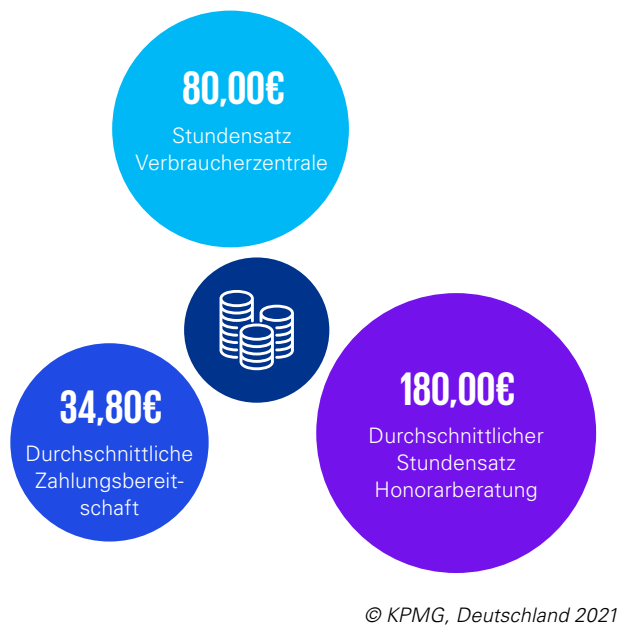 80,00€
Stundensatz
Verbraucherzentrale
34,80€
Durchschnittliche
Zahlungsbereit-
schaft
180,00€
Durchschnittlicher
Stundensatz
Honorarberatung
© KPMG, Deutschland 2021